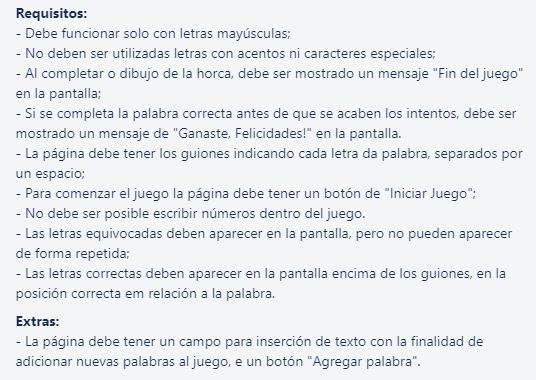 Requisitos:
- Debe funcionar solo con letras mayúsculas;
- No deben ser utilizadas letras con acentos ni caracteres especiales;
- Al completar o dibujo de la horca, debe ser mostrado un mensaje "Fin del juego"
en la pantalla;
- Si se completa la palabra correcta antes de que se acaben los intentos, debe ser
mostrado un mensaje de "Ganaste, Felicidades!" en la pantalla.
- La página debe tener los guiones indicando cada letra da palabra, separados por
un espacio;
- Para comenzar el juego la página debe tener un botón de "Iniciar Juego";
- No debe ser posible escribir números dentro del juego.
- Las letras equivocadas deben aparecer en la pantalla, pero no pueden aparecer
de forma repetida;
- Las letras correctas deben aparecer en la pantalla encima de los guiones, en la
posición correcta em relación a la palabra.
Extras:
- La página debe tener un campo para inserción de texto con la finalidad de
adicionar nuevas palabras al juego, e un botón "Agregar palabra".